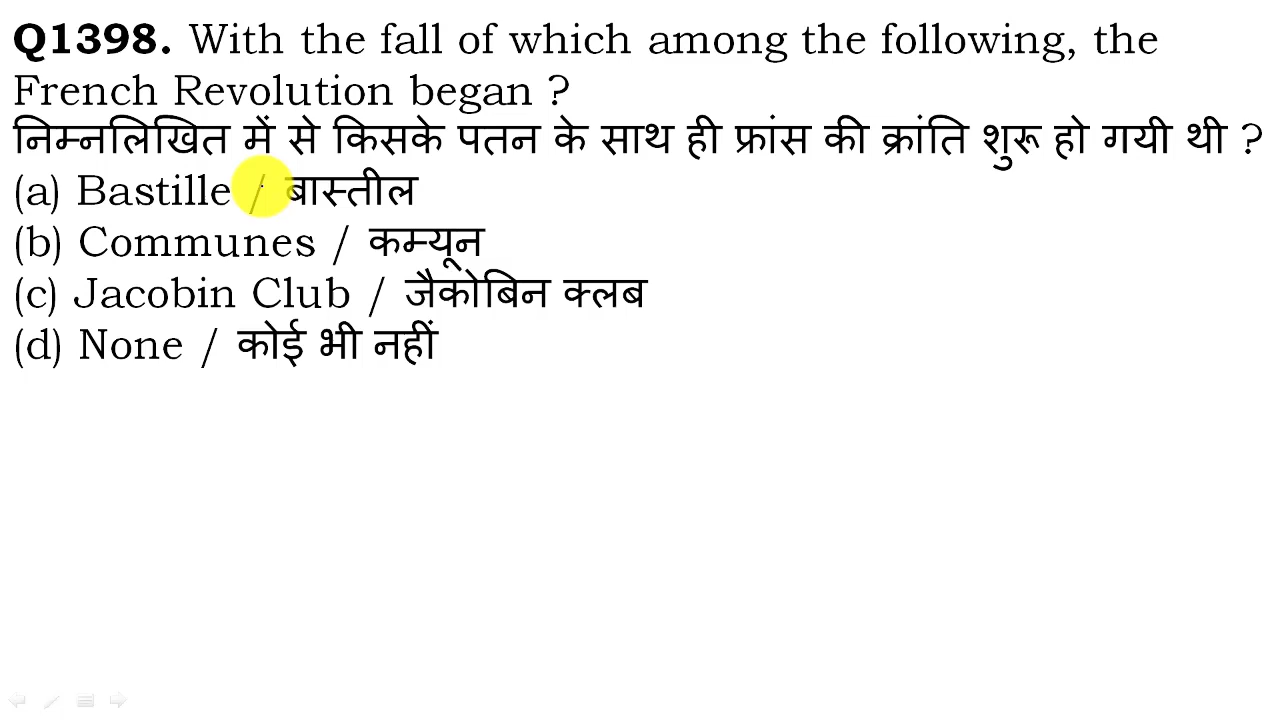 Q1398. With the fall of which among the following, the
French Revolution began ?
निम्नलिखित में से किसके पतन के साथ ही फ्रांस की क्रांति शुरू हो गयी थी ?
(a) Bastille / बास्तील
(b) Communes / कम्यून
(c) Jacobin Club / जैकोबिन क्लब
(d) None / कोई भी नहीं